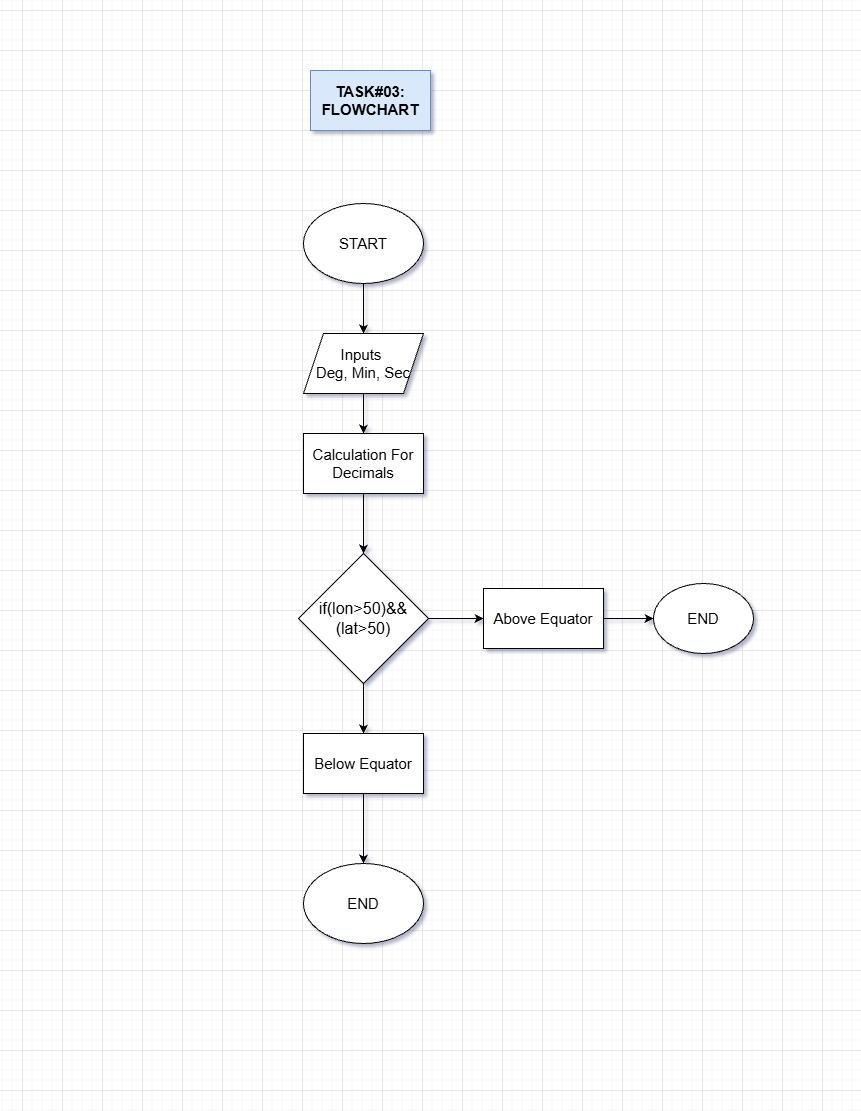 TASK#03:
FLOWCHART
START
Inputs
Deg, Min, Sec
Calculation For
Decimals
if(lon>50)&&
(lat>50)
Above Equator
END
Below Equator
END